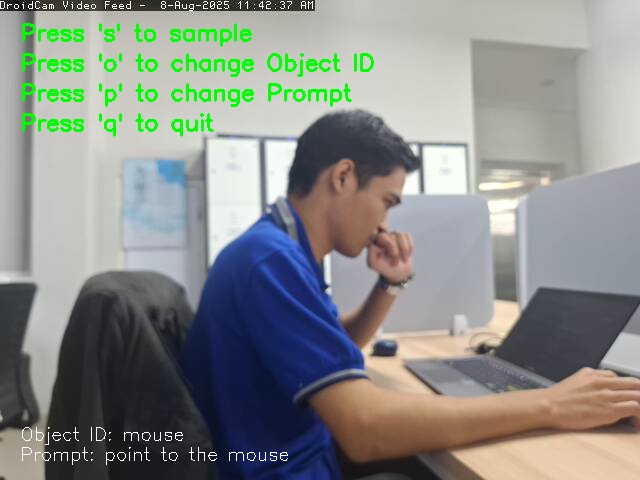 DroidCam Video Feed -  8-Aug-2025 11:42:37 AM
Press 's' to sample
Press 'o' to change Object ID
Press 'p' to change Prompt
Press 'q' to quit
Object ID: mouse
Prompt: point to the mouse